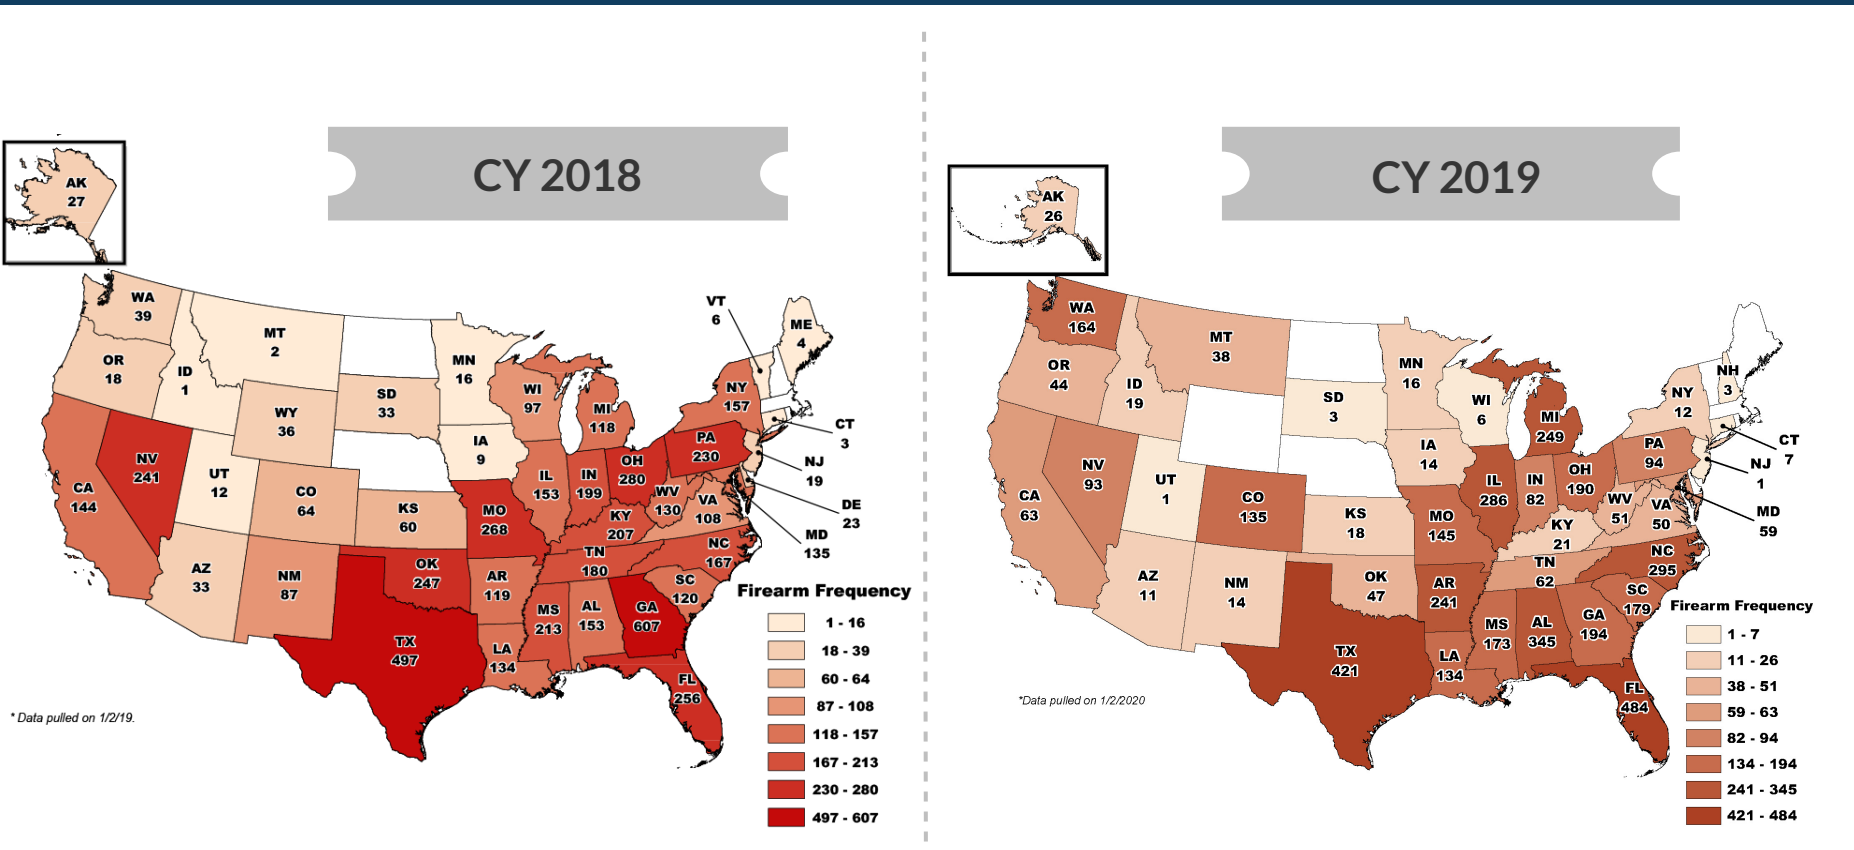 CY 2018
AK
27
WA
39
MT
2
VT
6
ME
4
OR
18
ID
1
MN
16
WI
97
NY
157
SD
33
WY
36
MI
118
CT
3
IA
9
PA
230
NJ
19
NV
241
UT
12
CA
144
CO
64
KS
60
IL
153
IN
199
OH
280
WV
130
VA
108
DE
23
MD
135
MO
268
KY
207
NC
167
TN
180
AZ
33
NM
87
OK
247
AR
119
SC
120
MS
213
AL
153
GA
607
TX
497
LA
134
FL
256
Firearm Frequency
1 - 16
18 - 39
60 - 64
87 - 108
118 - 157
167 - 213
230 - 280
497 - 607
* Data pulled on 1/2/19.
CY 2019
AK
26
WA
164
MT
38
OR
44
ID
19
MN
16
WI
6
NH
3
NY
12
SD
3
MI
249
CT
7
IA
14
PA
94
NJ
1
NV
93
UT
1
CA
63
CO
135
KS
18
IL
286
IN
82
OH
190
WV
51
VA
50
MD
59
MO
145
KY
21
NC
295
TN
62
AZ
11
NM
14
OK
47
AR
241
SC
179
MS
173
AL
345
GA
194
TX
421
LA
134
FL
484
Firearm Frequency
1 - 7
11 - 26
38 - 51
59 - 63
82 - 94
134 - 194
241 - 345
421 - 484
*Data pulled on 1/2/2020